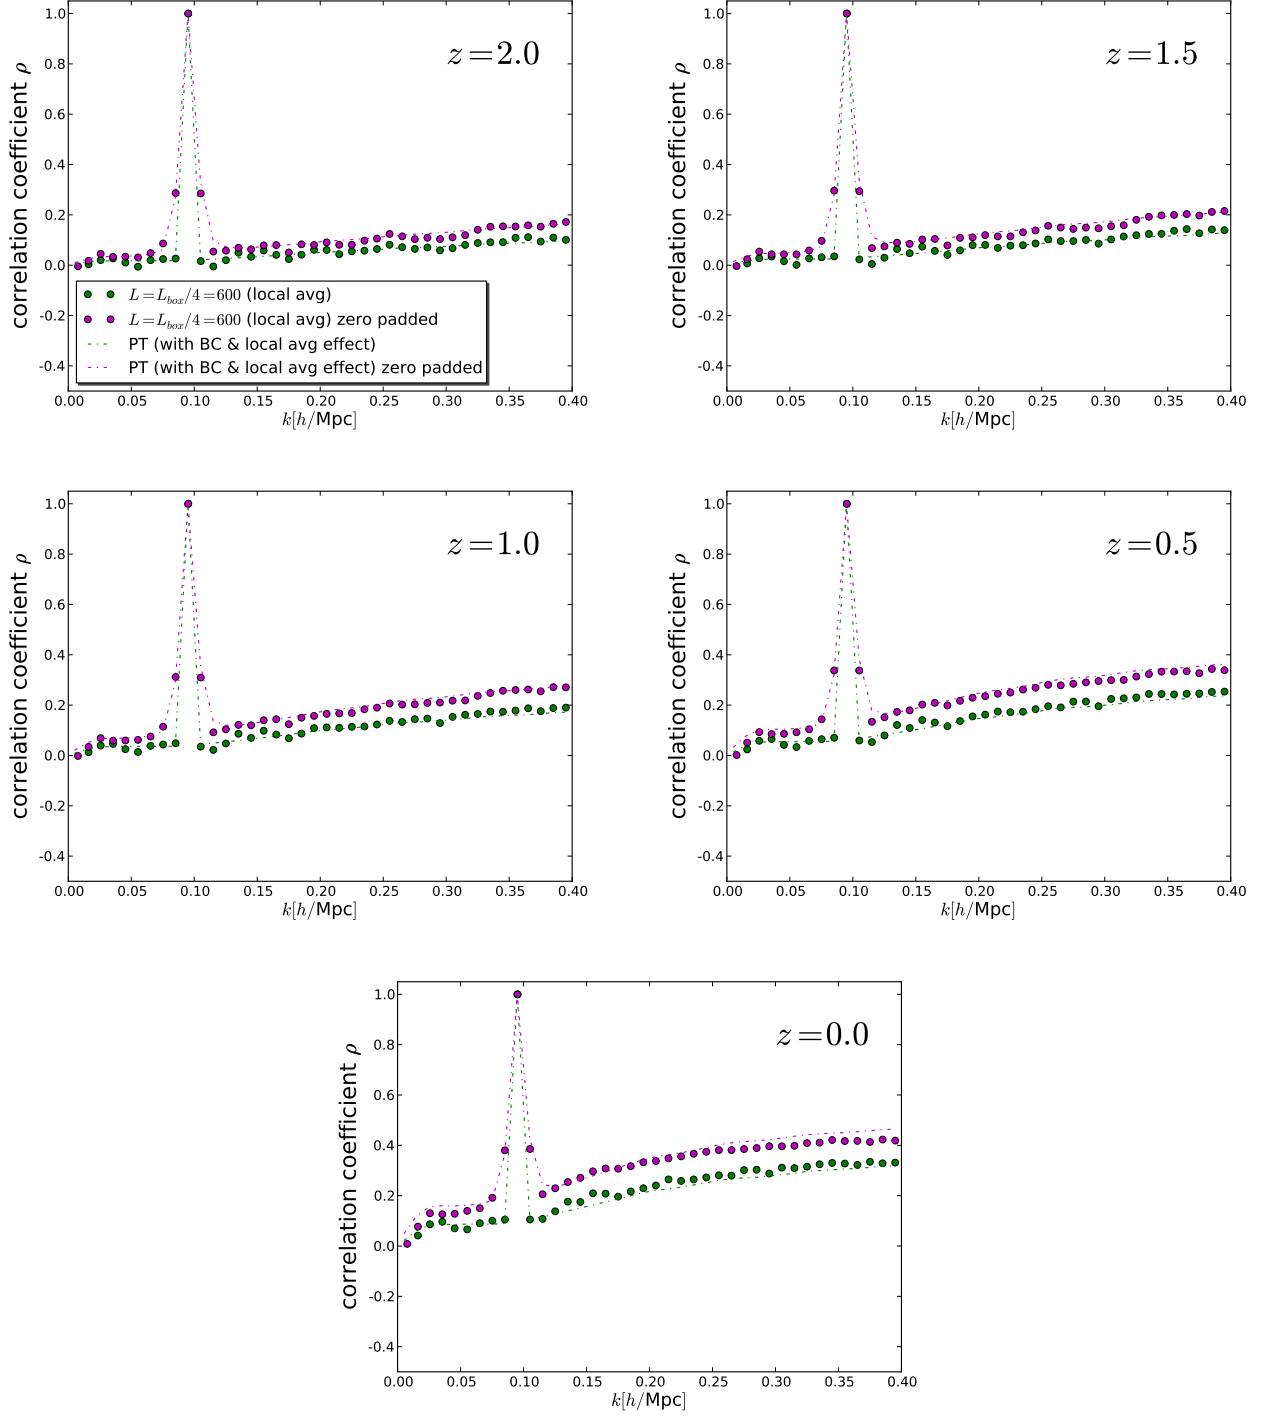 z=2.0
correlation coefficient ρ
1.0
0.8
0.6
0.4
0.2
0.0
-0.2
-0.4
L=L_box/4=600 (local avg)
L=L_box/4=600 (local avg) zero padded
PT (with BC & local avg effect)
PT (with BC & local avg effect) zero padded
0.00 0.05 0.10 0.15 0.20 0.25 0.30 0.35 0.40
k[h/Mpc]
z=1.5
correlation coefficient ρ
1.0
0.8
0.6
0.4
0.2
0.0
-0.2
-0.4
0.00 0.05 0.10 0.15 0.20 0.25 0.30 0.35 0.40
k[h/Mpc]
z=1.0
correlation coefficient ρ
1.0
0.8
0.6
0.4
0.2
0.0
-0.2
-0.4
0.00 0.05 0.10 0.15 0.20 0.25 0.30 0.35 0.40
k[h/Mpc]
z=0.5
correlation coefficient ρ
1.0
0.8
0.6
0.4
0.2
0.0
-0.2
-0.4
0.00 0.05 0.10 0.15 0.20 0.25 0.30 0.35 0.40
k[h/Mpc]
z=0.0
correlation coefficient ρ
1.0
0.8
0.6
0.4
0.2
0.0
-0.2
-0.4
0.00 0.05 0.10 0.15 0.20 0.25 0.30 0.35 0.40
k[h/Mpc]